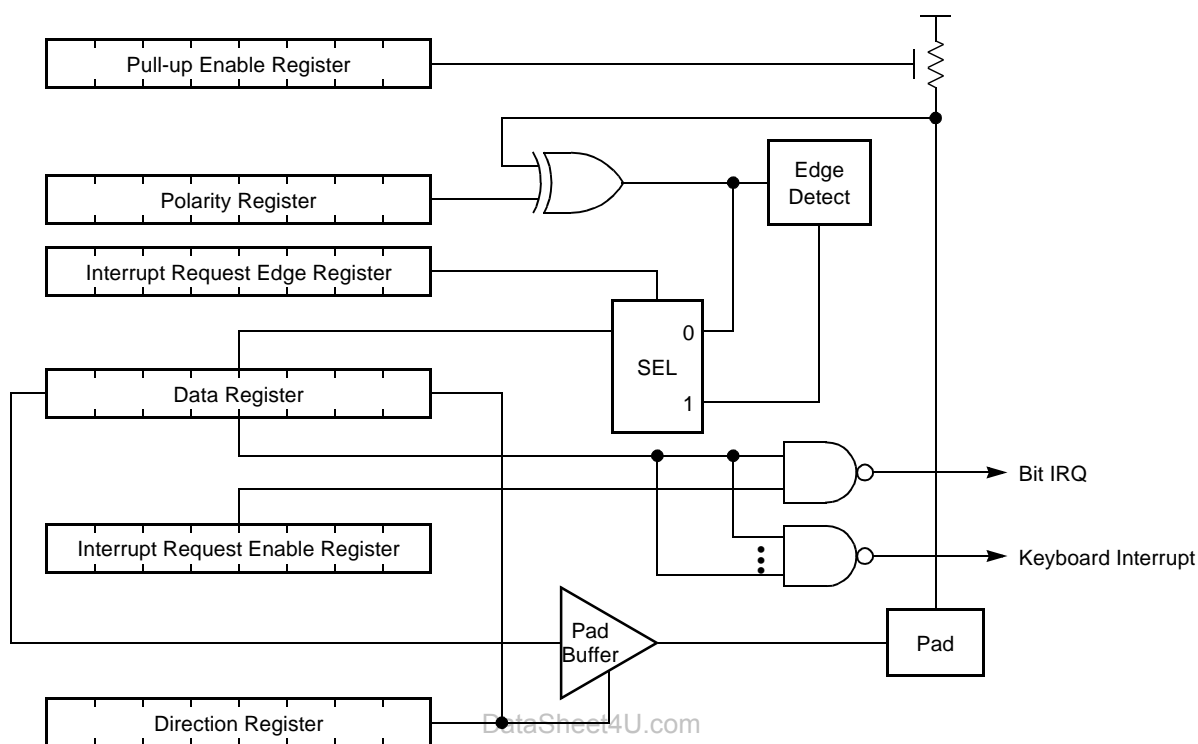 Pull-up Enable Register
Edge
Detect
Polarity Register
Interrupt Request Edge Register
0
SEL
1
Data Register
Bit IRQ
Interrupt Request Enable Register
Keyboard Interrupt
Pad
Buffer
Pad
Direction Register
DataSheet4U.com